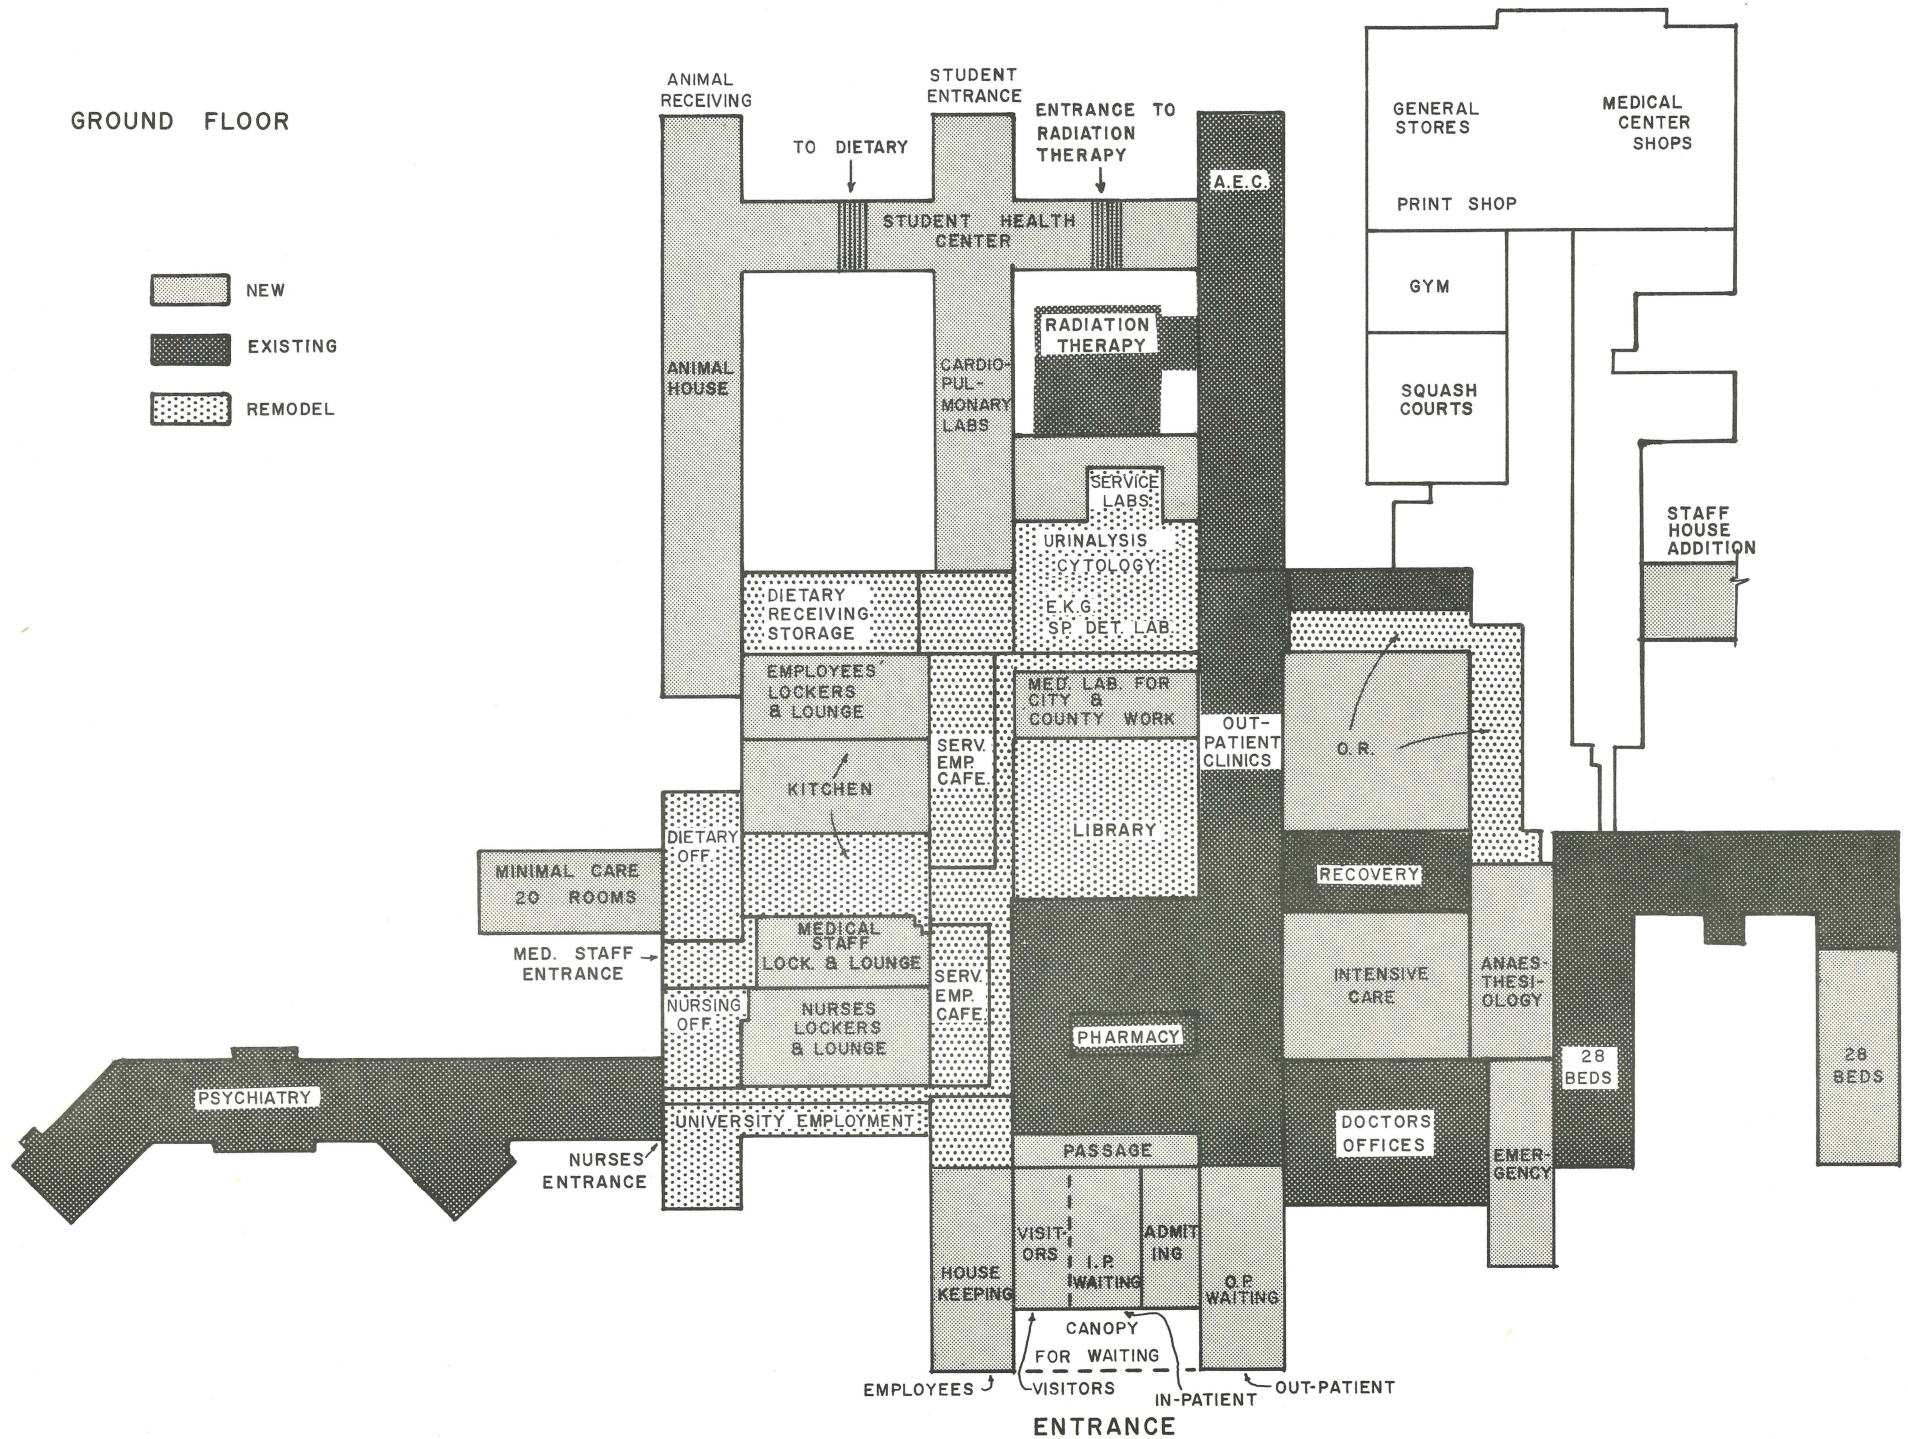 GROUND FLOOR
NEW
EXISTING
REMODEL
ANIMAL
RECEIVING
STUDENT
ENTRANCE
TO DIETARY
ENTRANCE TO
RADIATION
THERAPY
A.E.C.
STUDENT HEALTH
CENTER
GENERAL
STORES
MEDICAL
CENTER
SHOPS
PRINT SHOP
GYM
SQUASH
COURTS
STAFF
HOUSE
ADDITION
ANIMAL
HOUSE
CARDIO-
PUL-
MONARY
LABS
RADIATION
THERAPY
SERVICE
LABS
URINALYSIS
CYTOLOGY
E.K.G.
SP. DET. LAB.
DIETARY
RECEIVING
STORAGE
EMPLOYEES'
LOCKERS
& LOUNGE
SERV.
EMP.
CAFE.
MED. LAB. FOR
CITY &
COUNTY WORK
OUT-
PATIENT
CLINICS
O.R.
KITCHEN
LIBRARY
DIETARY
OFF.
MINIMAL CARE
20 ROOMS
RECOVERY
MED. STAFF
ENTRANCE
MEDICAL
STAFF
LOCK. & LOUNGE
SERV.
EMP.
CAFE.
INTENSIVE
CARE
ANAES-
THESI-
OLOGY
NURSING
OFF.
NURSES
LOCKERS
& LOUNGE
PHARMACY
28
BEDS
28
BEDS
PSYCHIATRY
UNIVERSITY EMPLOYMENT
DOCTORS
OFFICES
NURSES
ENTRANCE
PASSAGE
EMER-
GENCY
HOUSE
KEEPING
VISIT-
ORS
I.P.
WAITING
ADMIT
ING
O.P.
WAITING
CANOPY
FOR WAITING
EMPLOYEES
VISITORS
IN-PATIENT
OUT-PATIENT
ENTRANCE